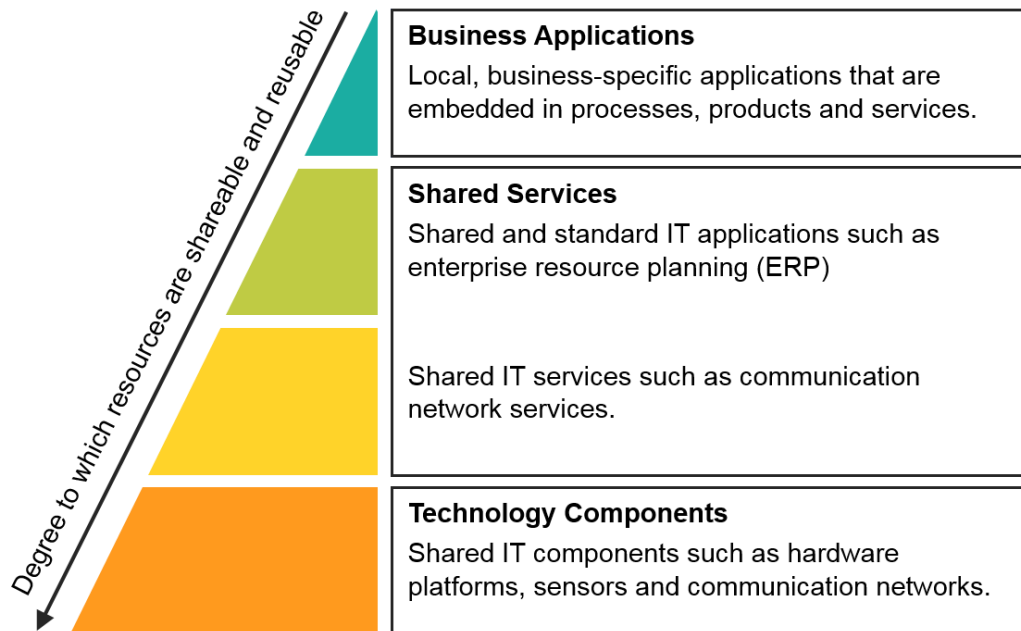 Degree to which resources are shareable and reusable
Business Applications
Local, business-specific applications that are
embedded in processes, products and services.
Shared Services
Shared and standard IT applications such as
enterprise resource planning (ERP)
Shared IT services such as communication
network services.
Technology Components
Shared IT components such as hardware
platforms, sensors and communication networks.